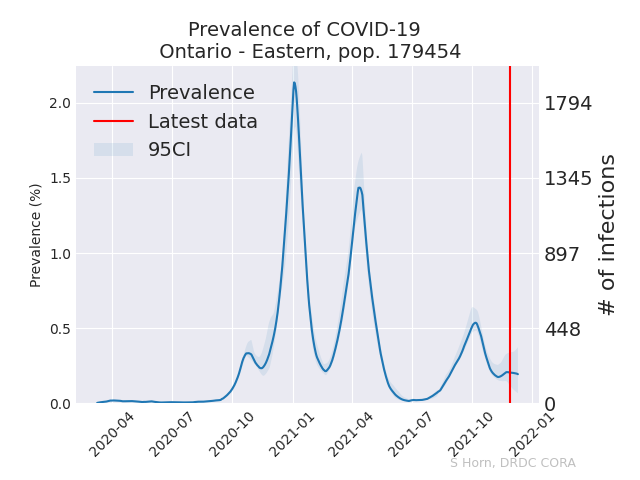 Prevalence of COVID-19
Ontario - Eastern, pop. 179454
Prevalence
Latest data
95CI
Prevalence (%)
2.0
1.5
1.0
0.5
0.0
1794
1345
897
448
0
# of infections
2020-04
2020-07
2020-10
2021-01
2021-04
2021-07
2021-10
2022-01
S Horn, DRDC CORA